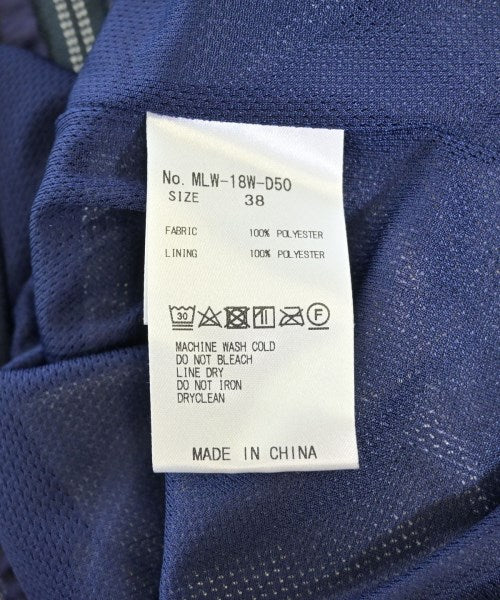 No. MLW-18W-D50
SIZE 38
FABRIC 100% POLYESTER
LINING 100% POLYESTER
30 F
MACHINE WASH COLD
DO NOT BLEACH
LINE DRY
DO NOT IRON
DRYCLEAN
MADE IN CHINA